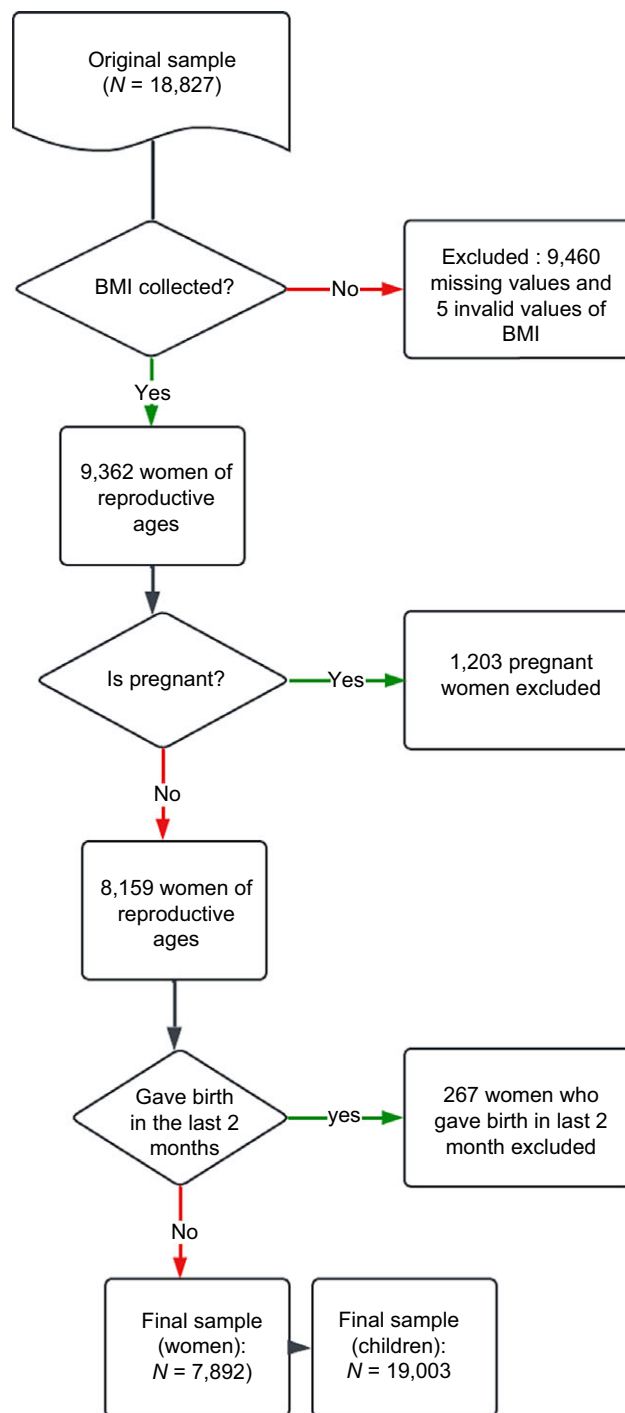 Original sample
(N = 18,827)
BMI collected?
No
Excluded : 9,460
missing values and
5 invalid values of
BMI
Yes
9,362 women of
reproductive
ages
Is pregnant?
Yes
1,203 pregnant
women excluded
No
8,159 women of
reproductive
ages
Gave birth
in the last 2
months
yes
267 women who
gave birth in last 2
month excluded
No
Final sample
(women):
N = 7,892)
Final sample
(children):
N = 19,003